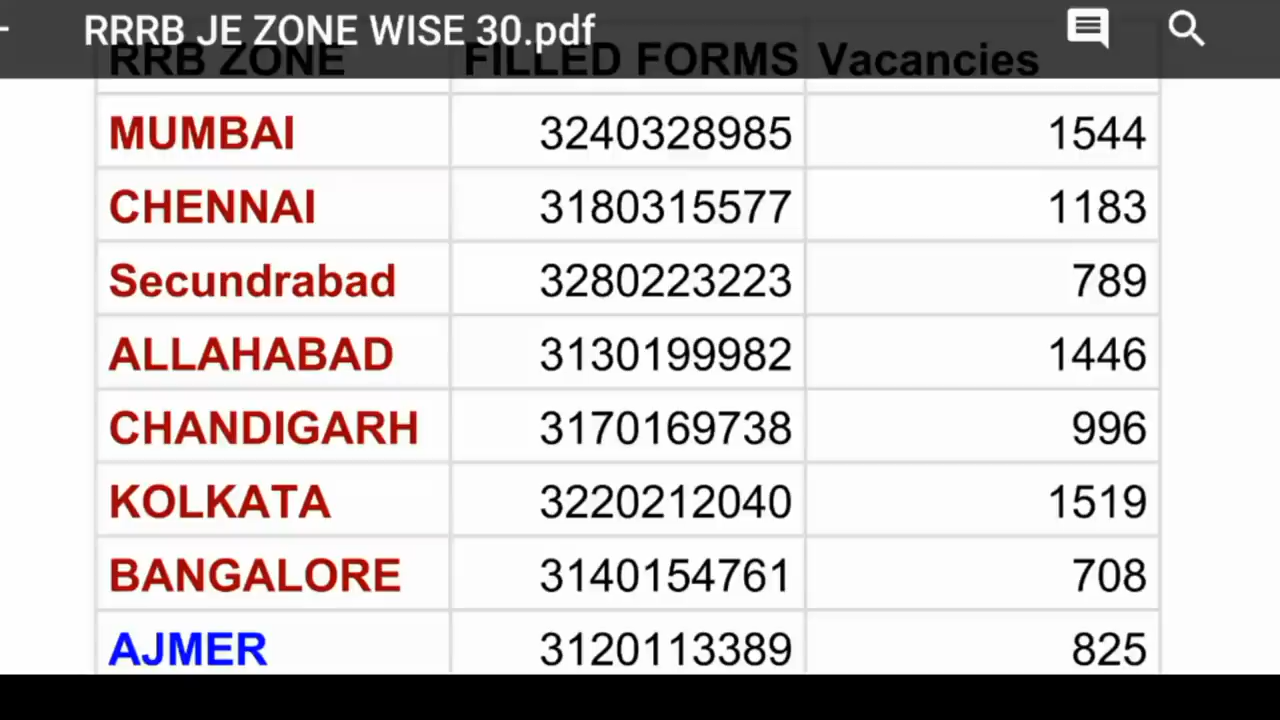 RRRB JE ZONE WISE 30.pdf
RRB ZONE FILLED FORMS Vacancies
MUMBAI 3240328985 1544
CHENNAI 3180315577 1183
Secundrabad 3280223223 789
ALLAHABAD 3130199982 1446
CHANDIGARH 3170169738 996
KOLKATA 3220212040 1519
BANGALORE 3140154761 708
AJMER 3120113389 825